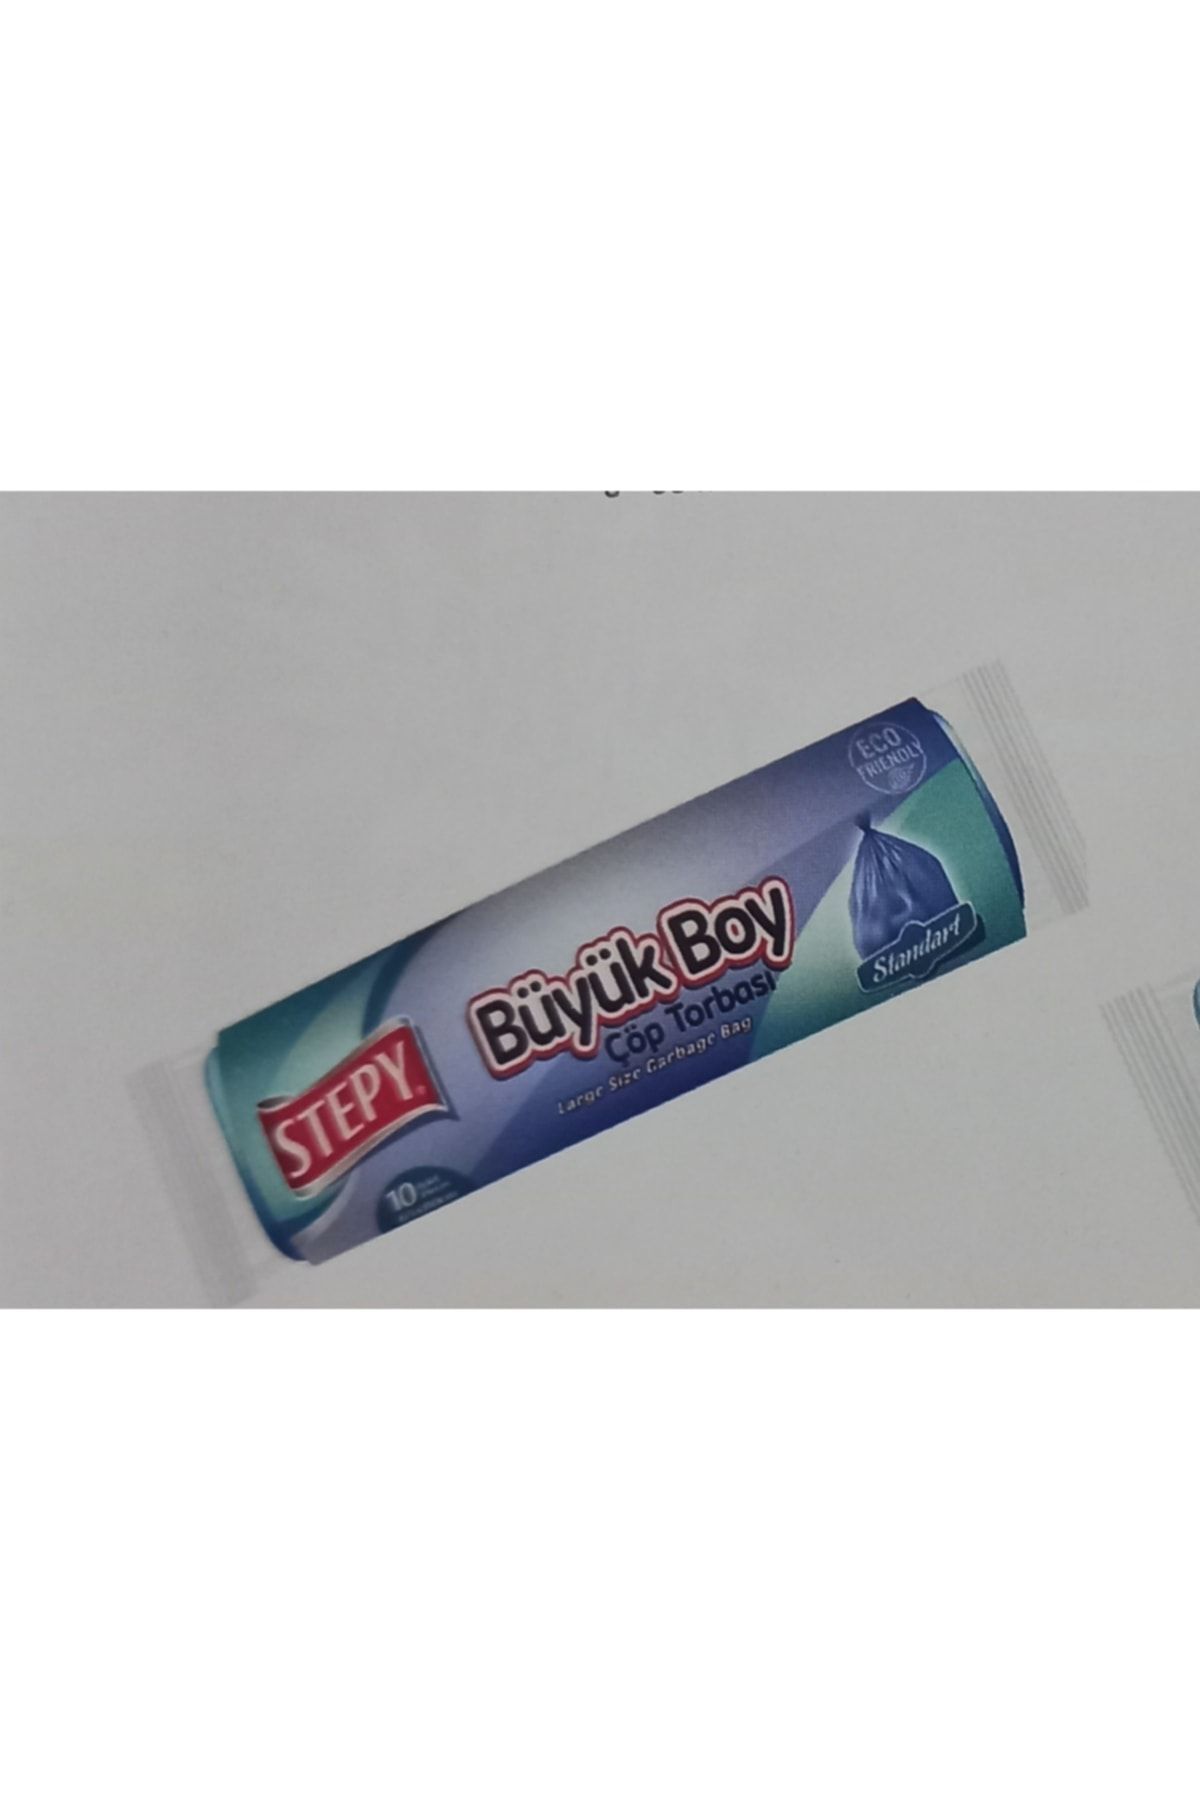 ECO
FRIENDLY
Büyük Boy
Çöp Torbası
Large Size Garbage Bag
Standart
STEPY
10